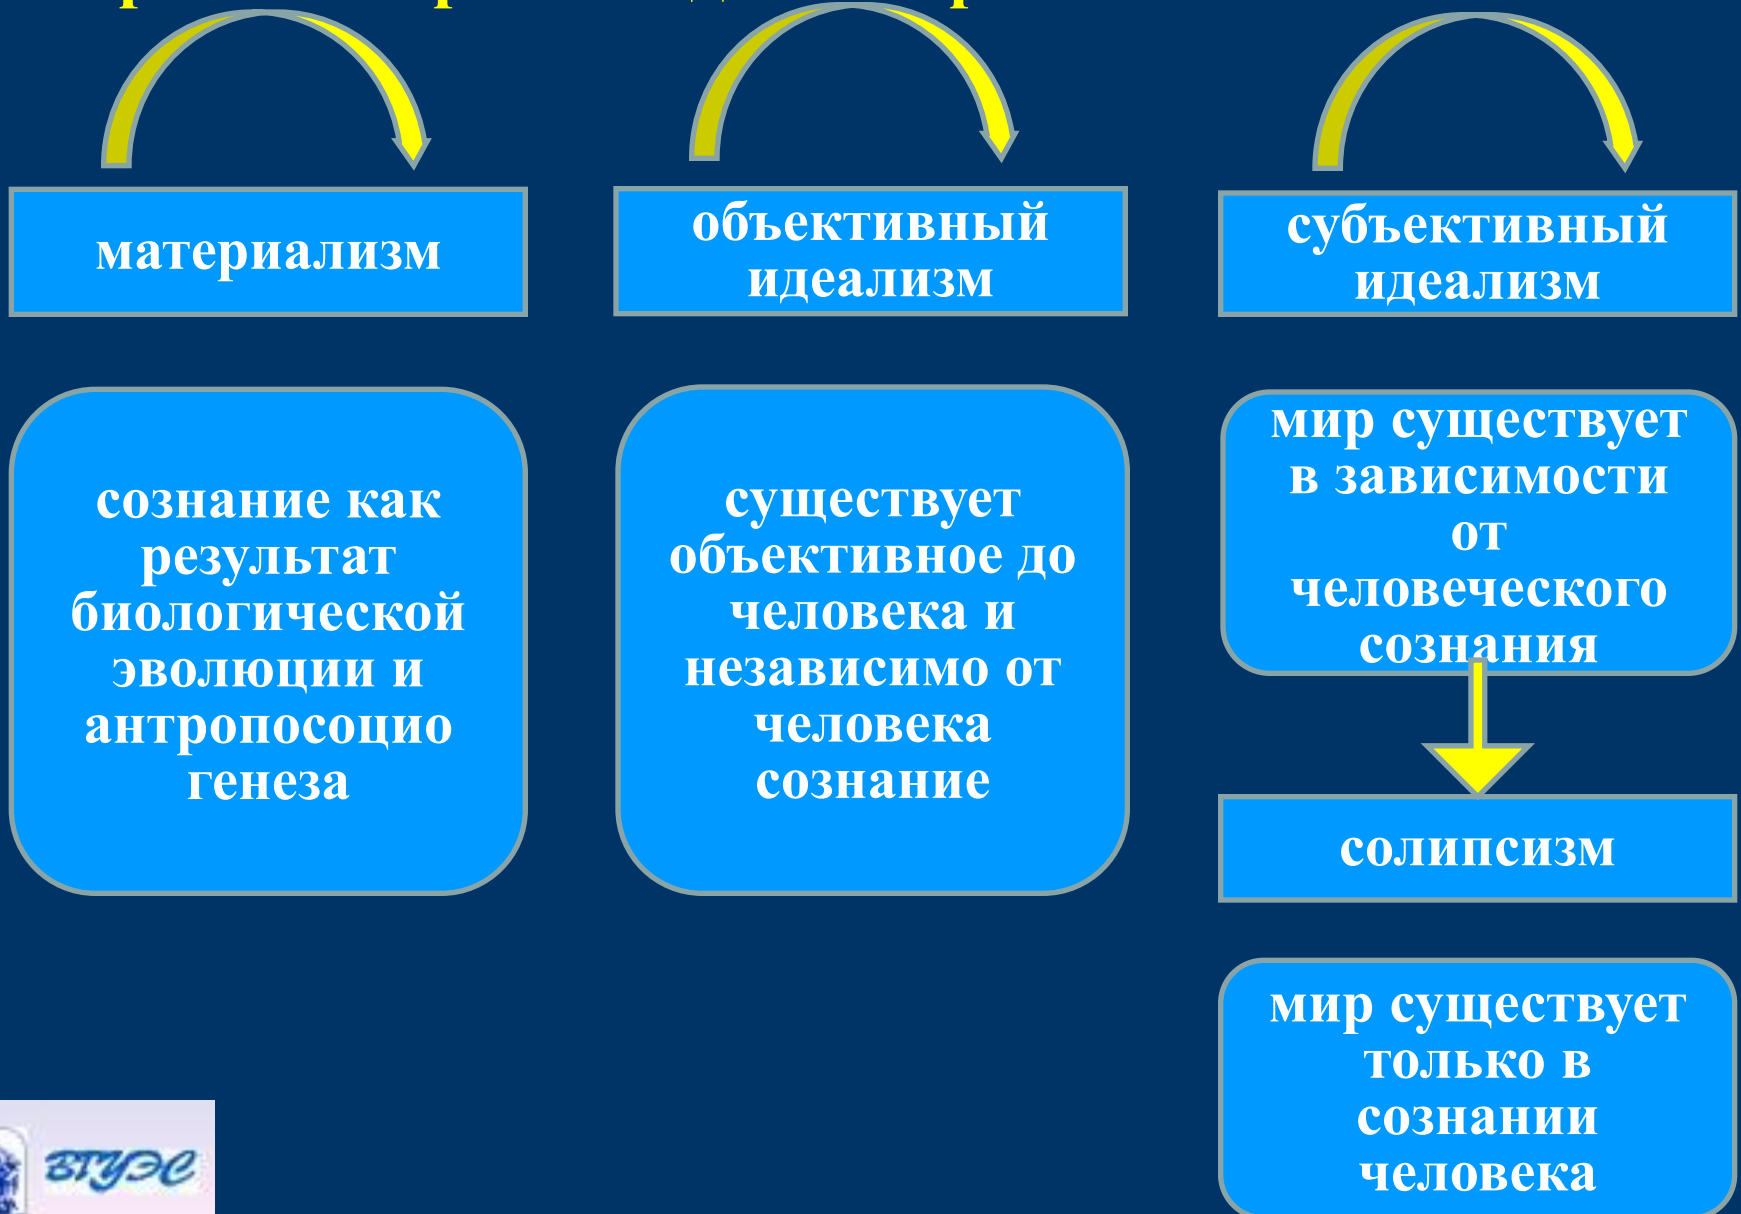 материализм
сознание как
результат
биологической
эволюции и
антропосоцио
генеза
объективный
идеализм
существует
объективное до
человека и
независимо от
человека
сознание
субъективный
идеализм
мир существует
в зависимости
от
человеческого
сознания
солипсизм
мир существует
только в
сознании
человека
ВГУЭС